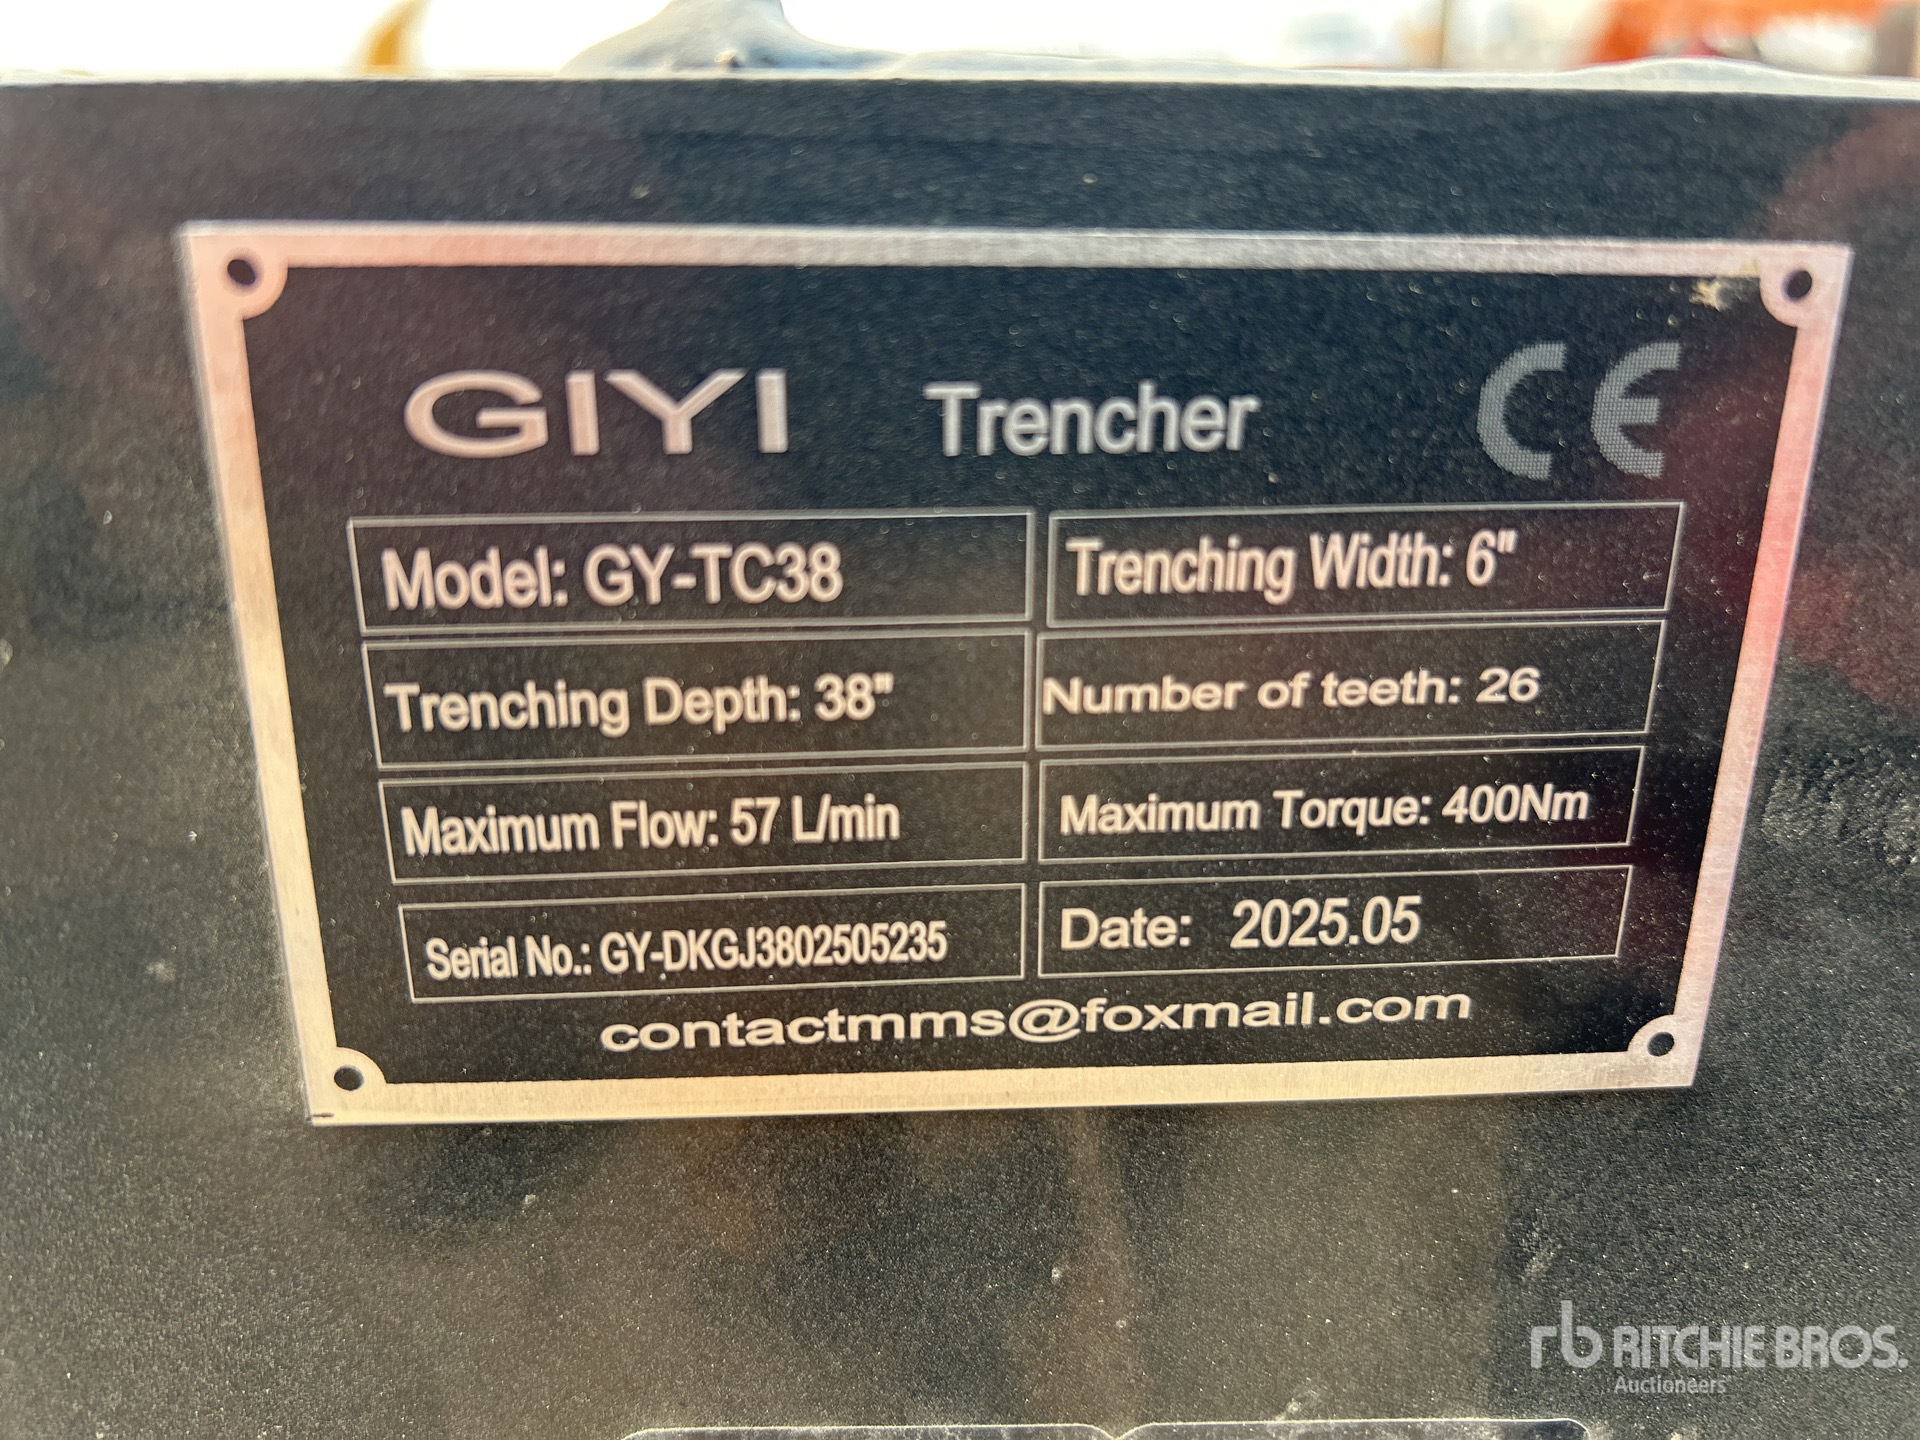 GIYI Trencher CE
Model: GY-TC38 Trenching Width: 6"
Trenching Depth: 38" Number of teeth: 26
Maximum Flow: 57 L/min Maximum Torque: 400Nm
Serial No.: GY-DKGJ3802505235 Date: 2025.05
contactmms@foxmail.com
rb RITCHIE BROS.
Auctioneers